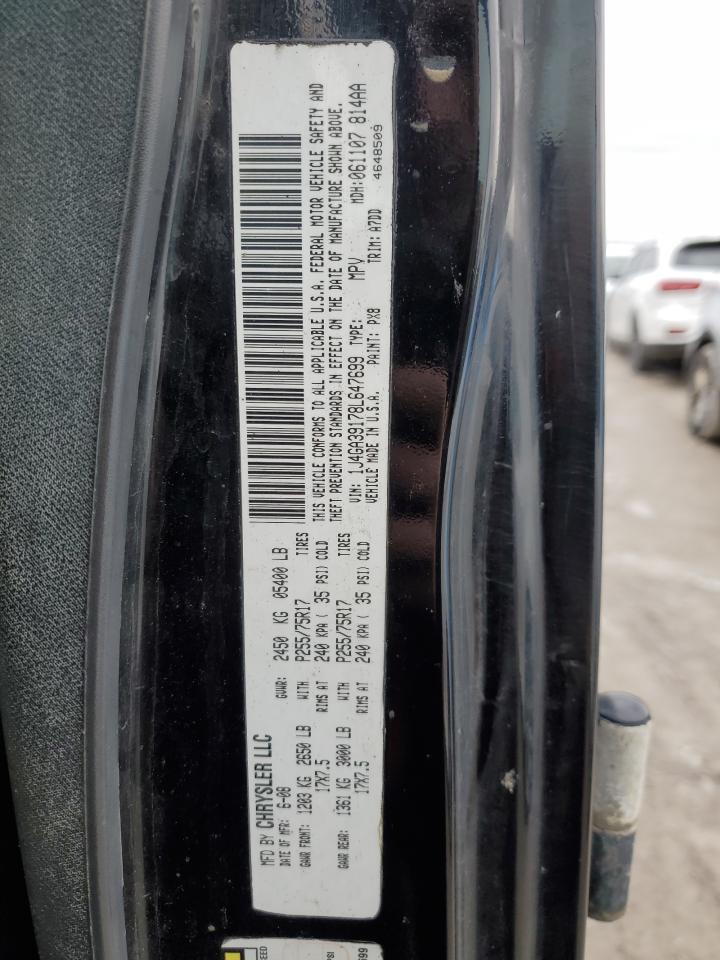 MFD BY CHRYSLER LLC
DATE OF MFR: 6-08 GVWR: 2450 KG 05400 LB
GAWR FRONT: 1203 KG 2650 LB WITH P255/75R17 TIRES
17X7.5 RIMS AT 240 KPA ( 35 PSI) COLD
GAWR REAR: 1361 KG 3000 LB WITH P255/75R17 TIRES
17X7.5 RIMS AT 240 KPA ( 35 PSI) COLD
THIS VEHICLE CONFORMS TO ALL APPLICABLE U.S.A. FEDERAL MOTOR VEHICLE SAFETY AND
THEFT PREVENTION STANDARDS IN EFFECT ON THE DATE OF MANUFACTURE SHOWN ABOVE.
VIN: 1J4GA39178L647699 TYPE: MPV MDH:061107 814AA
VEHICLE MADE IN U.S.A. PAINT: PX8 TRIM: A7DD 4648509
EED
PSI
699